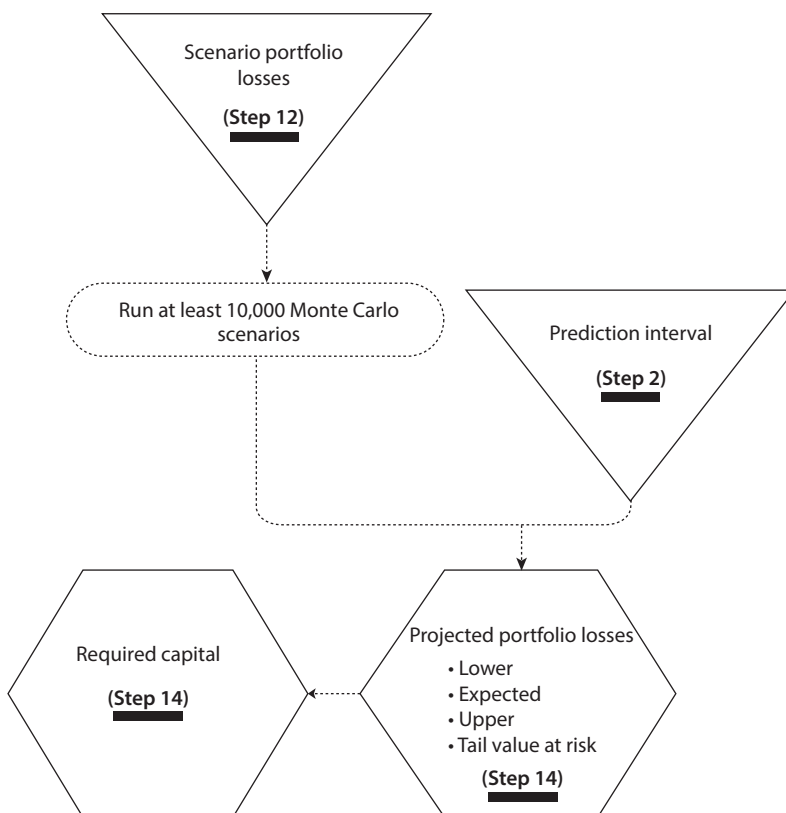 Scenario portfolio
losses
(Step 12)
Run at least 10,000 Monte Carlo
scenarios
Prediction interval
(Step 2)
Projected portfolio losses
• Lower
• Expected
• Upper
• Tail value at risk
(Step 14)
Required capital
(Step 14)